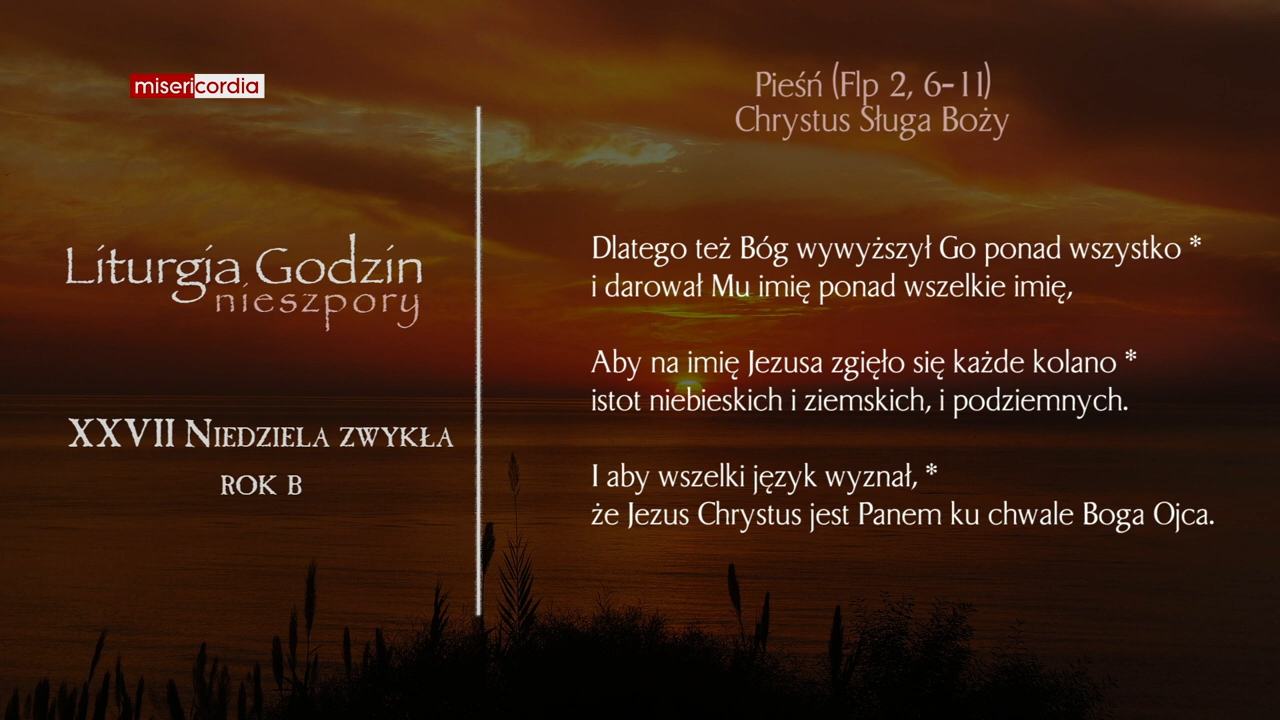 misericordia
Liturgia Godzin
nieszpory
XXVII Niedziela zwykła
rok B
Pieśń (Flp 2, 6-11)
Chrystus Sługa Boży
Dlatego też Bóg wywyższył Go ponad wszystko *
i darował Mu imię ponad wszelkie imię,
Aby na imię Jezusa zgięło się każde kolano *
istot niebieskich i ziemskich, i podziemnych.
I aby wszelki język wyznał, *
że Jezus Chrystus jest Panem ku chwale Boga Ojca.